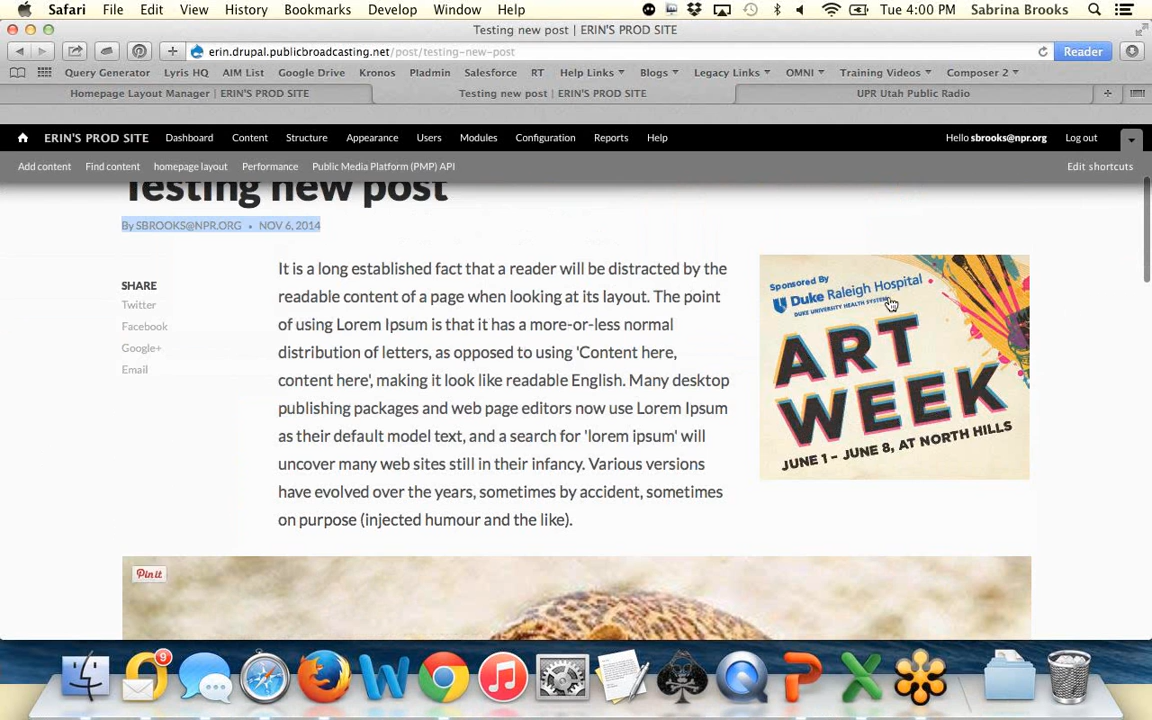 Safari File Edit View History Bookmarks Develop Window Help Tue 4:00 PM Sabrina Brooks
Testing new post | ERIN'S PROD SITE
erin.drupal.publicbroadcasting.net/post/testing-new-post Reader
Query Generator Lyris HQ AIM List Google Drive Kronos Pladmin Salesforce RT Help Links Blogs Legacy Links OMNI Training Videos Composer 2
Homepage Layout Manager | ERIN'S PROD SITE Testing new post | ERIN'S PROD SITE UPR Utah Public Radio
ERIN'S PROD SITE Dashboard Content Structure Appearance Users Modules Configuration Reports Help Hello sbrooks@npr.org Log out
Add content Find content homepage layout Performance Public Media Platform (PMP) API Edit shortcuts
Testing new post
By SBROOKS@NPR.ORG • NOV 6, 2014
SHARE
Twitter
Facebook
Google+
Email
It is a long established fact that a reader will be distracted by the
readable content of a page when looking at its layout. The point
of using Lorem Ipsum is that it has a more-or-less normal
distribution of letters, as opposed to using 'Content here,
content here', making it look like readable English. Many desktop
publishing packages and web page editors now use Lorem Ipsum
as their default model text, and a search for 'lorem ipsum' will
uncover many web sites still in their infancy. Various versions
have evolved over the years, sometimes by accident, sometimes
on purpose (injected humour and the like).
Sponsored By
Duke Raleigh Hospital
DUKE UNIVERSITY HEALTH SYSTEM
ART
WEEK
JUNE 1 - JUNE 8, AT NORTH HILLS
Pin it
9